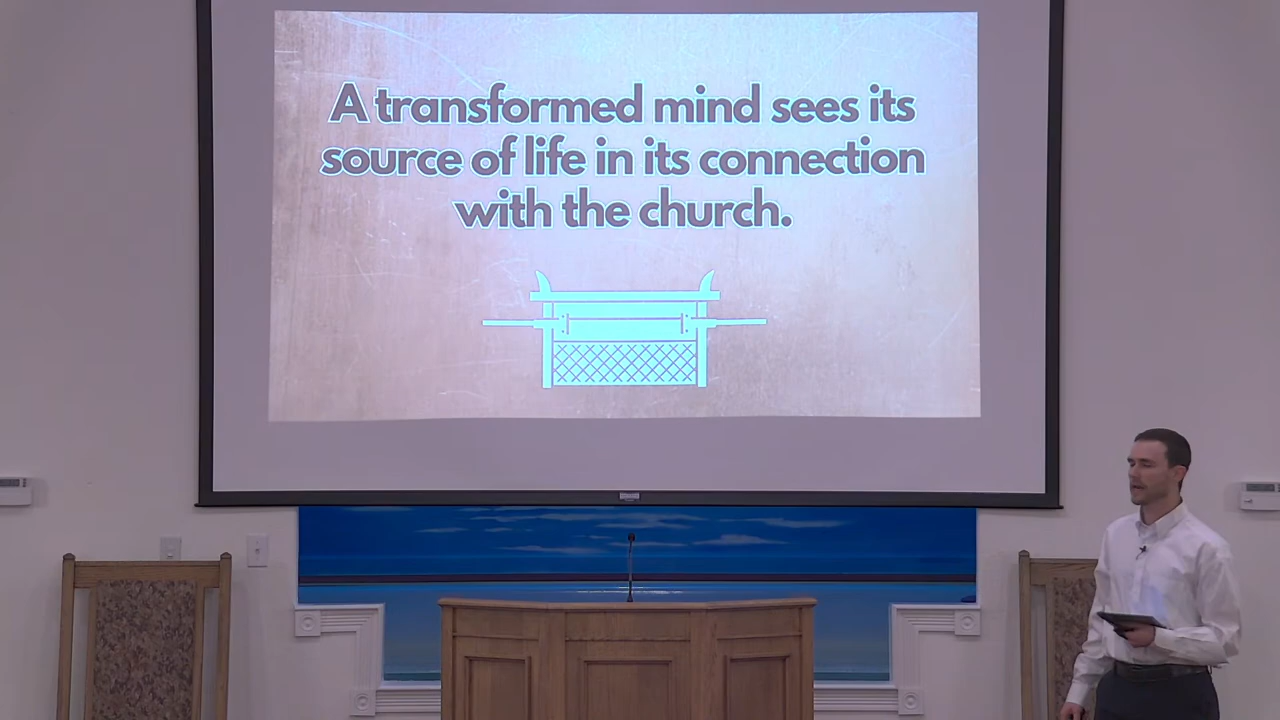 A transformed mind sees its
source of life in its connection
with the church.